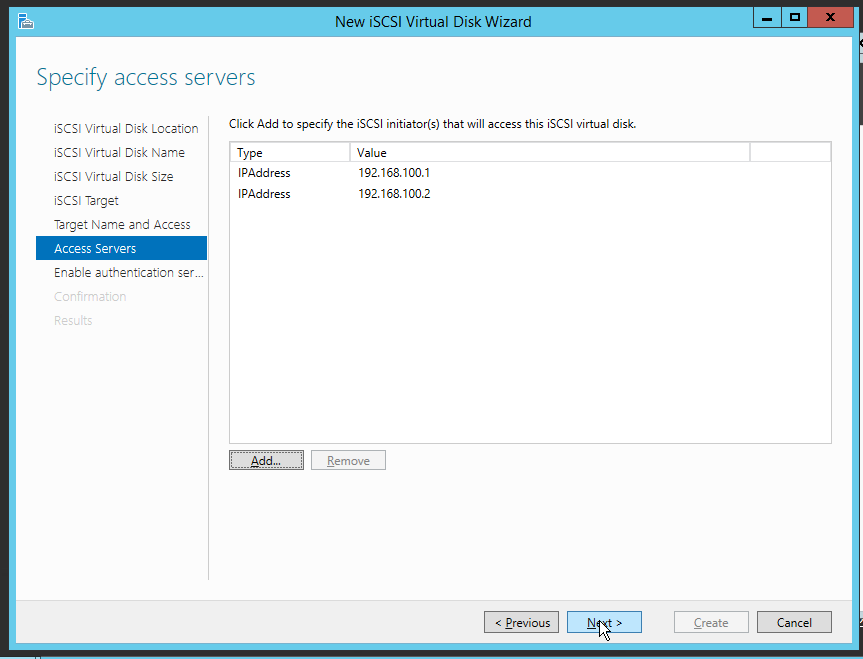 New iSCSI Virtual Disk Wizard
Specify access servers
iSCSI Virtual Disk Location
iSCSI Virtual Disk Name
iSCSI Virtual Disk Size
iSCSI Target
Target Name and Access
Access Servers
Enable authentication ser...
Confirmation
Results
Click Add to specify the iSCSI initiator(s) that will access this iSCSI virtual disk.
Type Value
IPAddress 192.168.100.1
IPAddress 192.168.100.2
Add... Remove
< Previous Next > Create Cancel